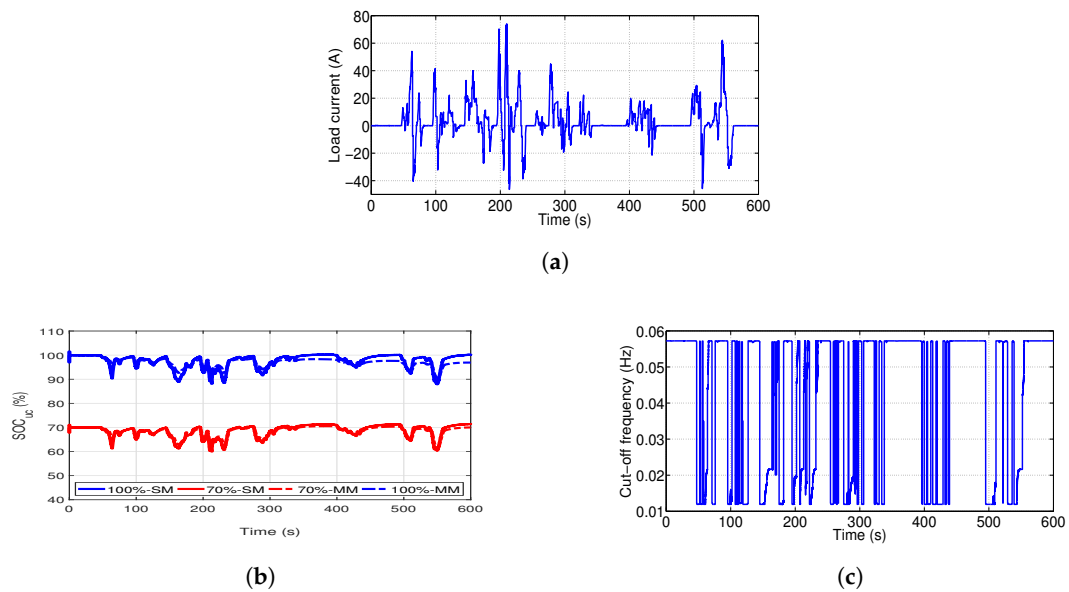 80
60
40
20
0
−20
−40
Load current (A)
0 100 200 300 400 500 600
Time (s)
(a)
110
100
90
80
70
60
50
40
SOC_uc (%)
100%-SM 70%-SM 70%-MM 100%-MM
0 100 200 300 400 500 600
Time (s)
(b)
0.06
0.05
0.04
0.03
0.02
0.01
Cut−off frequency (Hz)
0 100 200 300 400 500 600
Time (s)
(c)